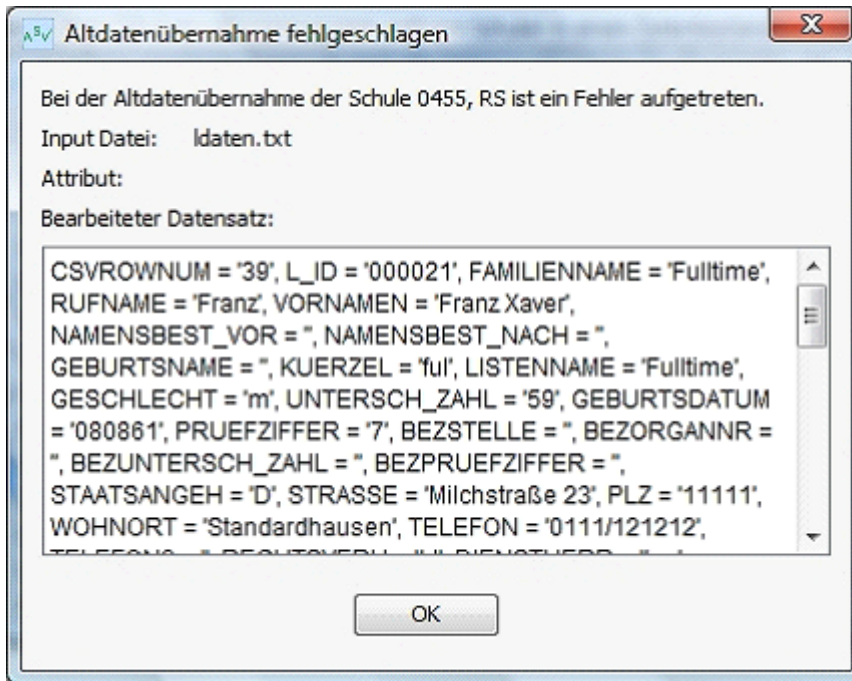 ASV Altdatenübernahme fehlgeschlagen
Bei der Altdatenübernahme der Schule 0455, RS ist ein Fehler aufgetreten.
Input Datei: ldaten.txt
Attribut:
Bearbeiteter Datensatz:
CSVROWNUM = '39', L_ID = '000021', FAMILIENNAME = 'Fulltime',
RUFNAME = 'Franz', VORNAMEN = 'Franz Xaver',
NAMENSBEST_VOR = '', NAMENSBEST_NACH = '',
GEBURTSNAME = '', KUERZEL = 'ful', LISTENNAME = 'Fulltime',
GESCHLECHT = 'm', UNTERSCH_ZAHL = '59', GEBURTSDATUM
= '080861', PRUEFZIFFER = '7', BEZSTELLE = '', BEZORGANNR =
'', BEZUNTERSCH_ZAHL = '', BEZPRUEFZIFFER = '',
STAATSANGEH = 'D', STRASSE = 'Milchstraße 23', PLZ = '11111',
WOHNORT = 'Standardhausen', TELEFON = '0111/121212',
OK